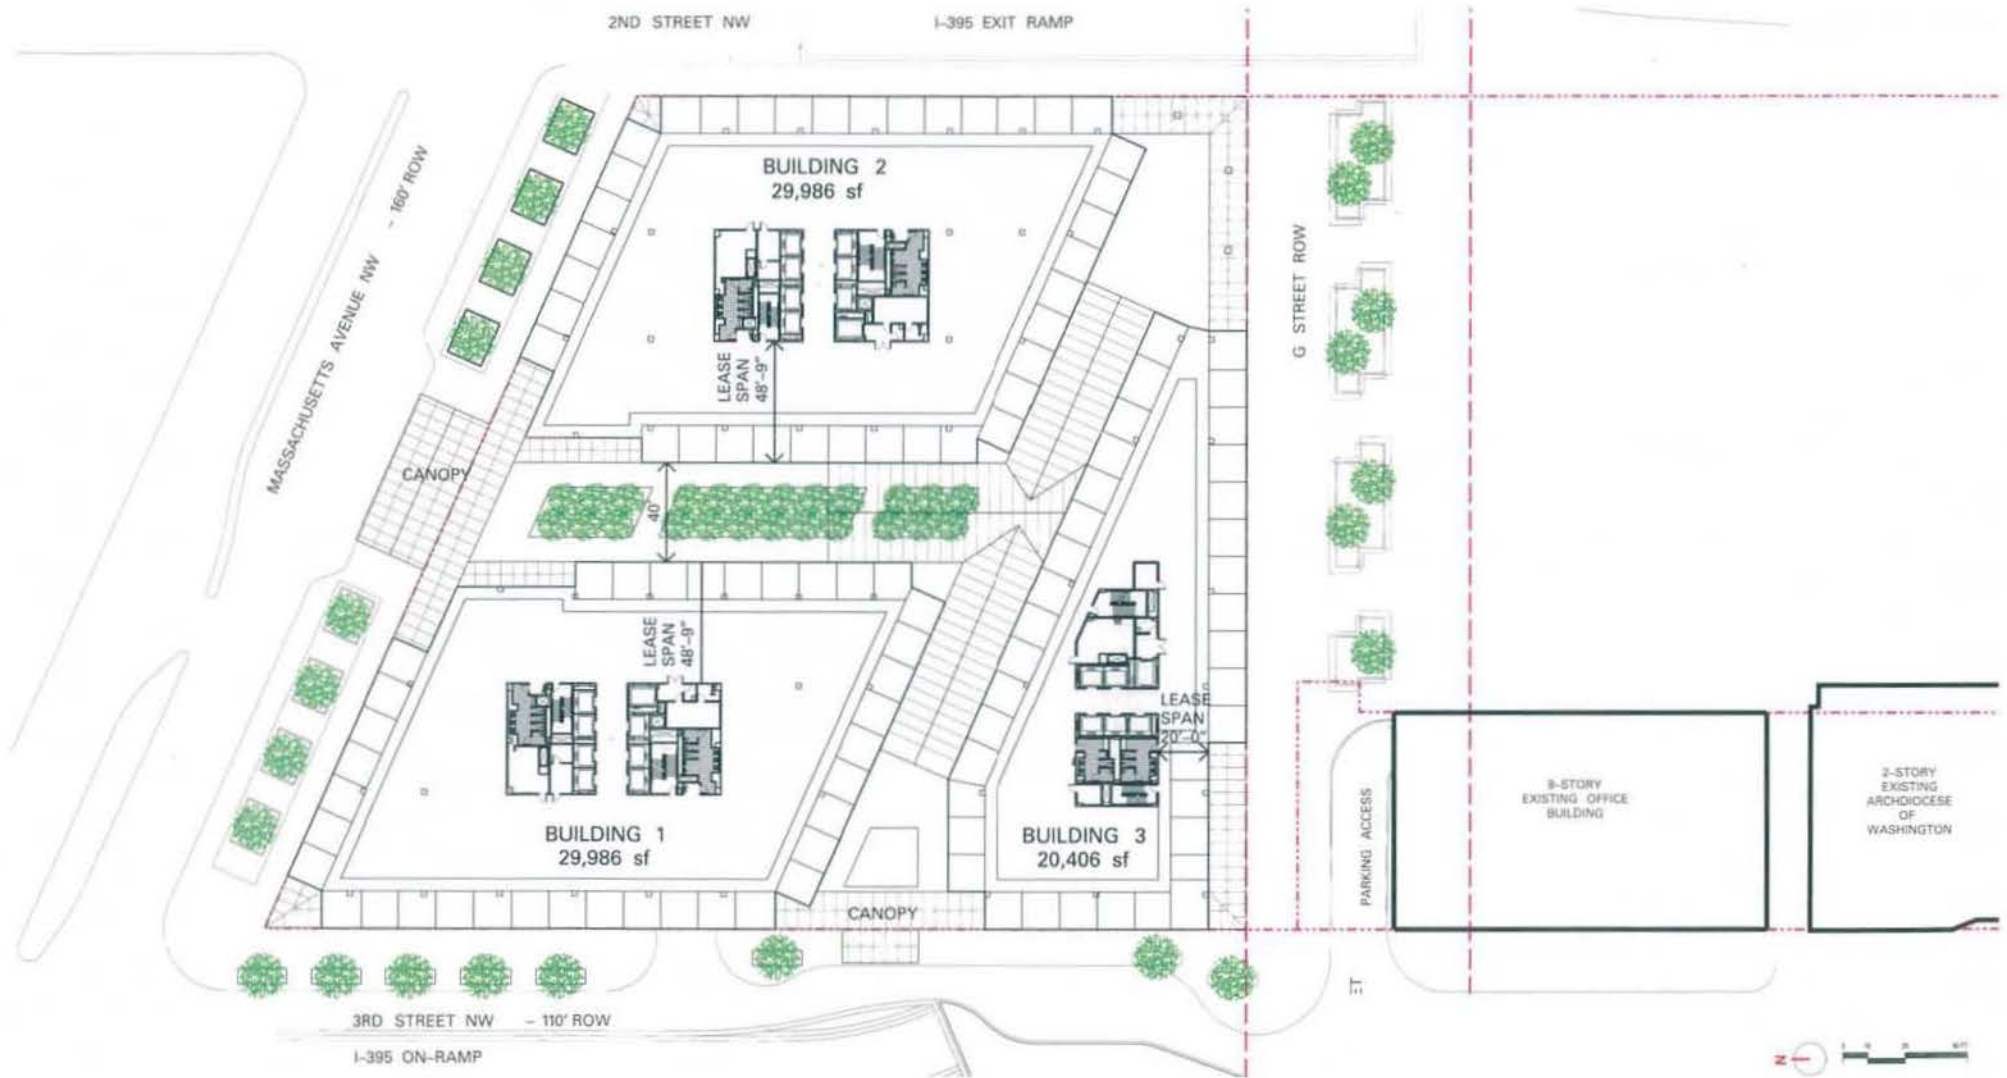 2ND STREET NW
I-395 EXIT RAMP
MASSACHUSETTS AVENUE NW - 160' ROW
BUILDING 2
29,986 sf
G STREET ROW
LEASE
SPAN
48'-9"
CANOPY
40'
LEASE
SPAN
48'-9"
LEASE
SPAN
20'-0"
BUILDING 1
29,986 sf
BUILDING 3
20,406 sf
CANOPY
PARKING ACCESS
8-STORY
EXISTING OFFICE
BUILDING
2-STORY
EXISTING
ARCHDIOCESE
OF
WASHINGTON
3RD STREET NW - 110' ROW
I-395 ON-RAMP
ET
N